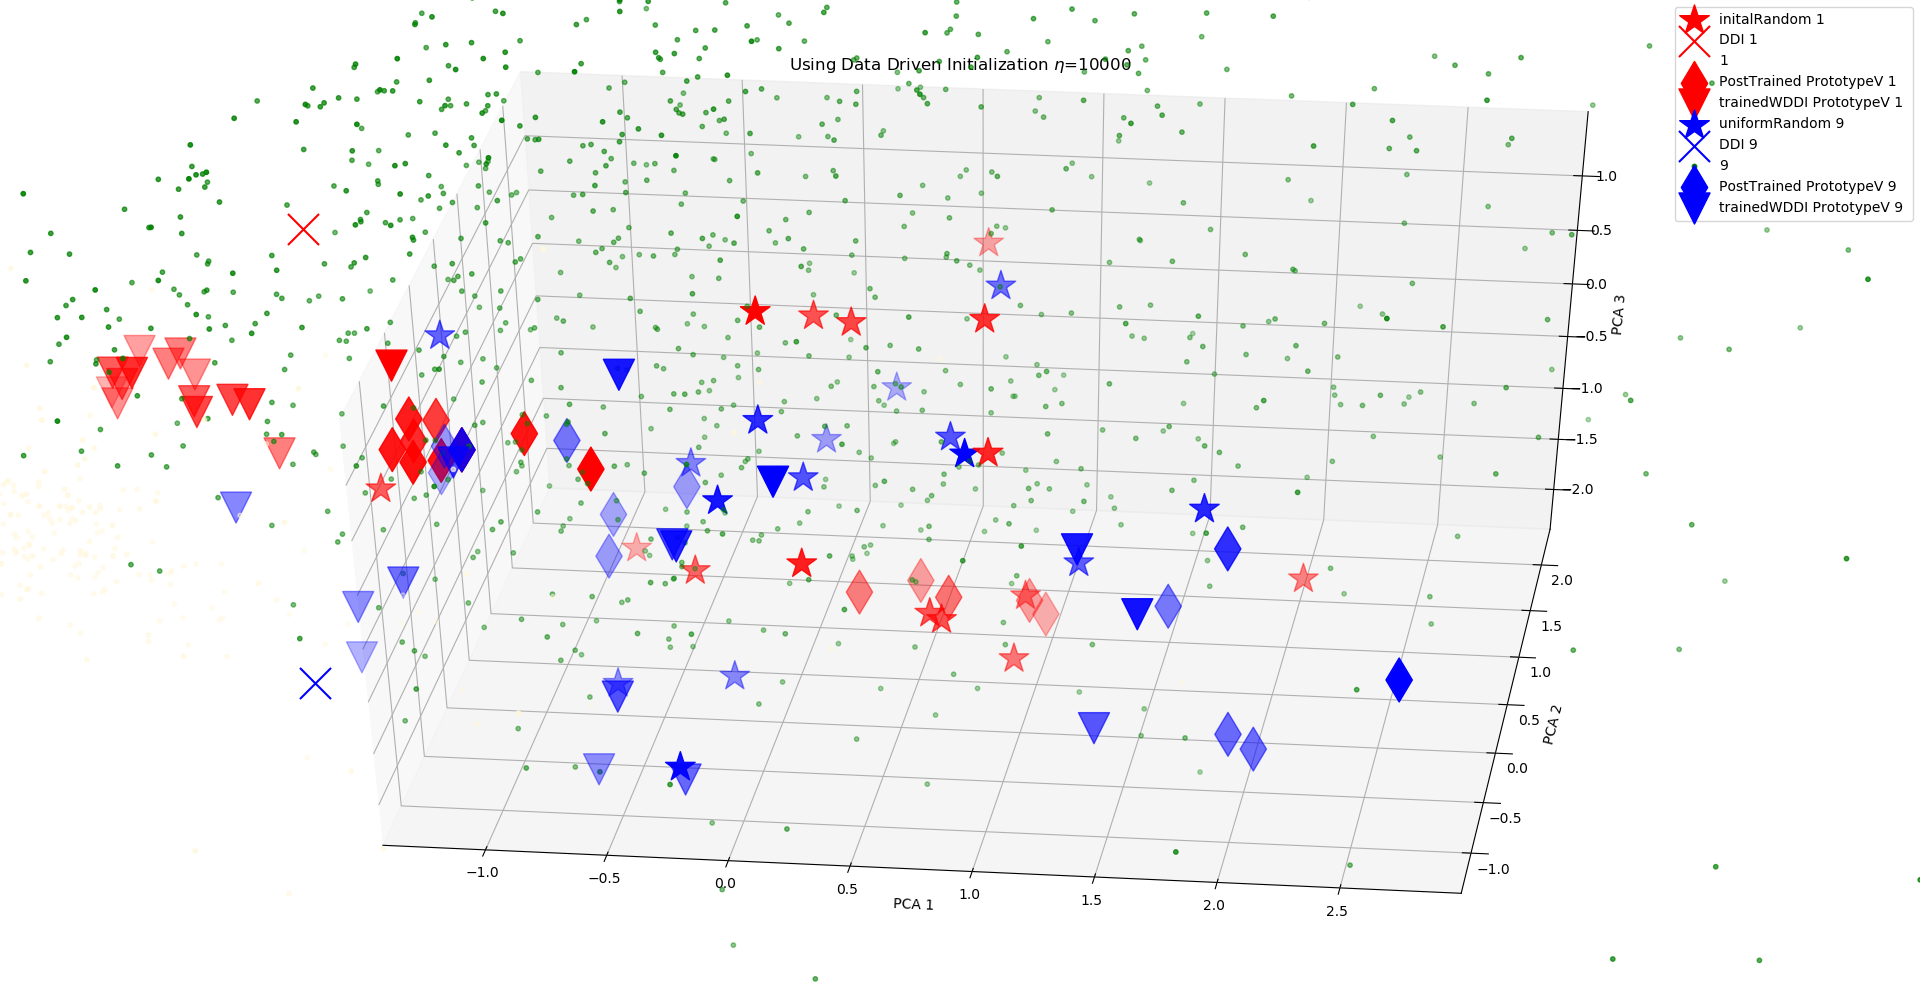 Using Data Driven Initialization η=10000
initalRandom 1
DDI 1
1
PostTrained PrototypeV 1
trainedWDDI PrototypeV 1
uniformRandom 9
DDI 9
9
PostTrained PrototypeV 9
trainedWDDI PrototypeV 9
1.0
0.5
0.0
−0.5
−1.0
−1.5
−2.0
PCA 3
2.0
1.5
1.0
0.5
0.0
−0.5
−1.0
PCA 2
−1.0
−0.5
0.0
0.5
1.0
1.5
2.0
2.5
PCA 1